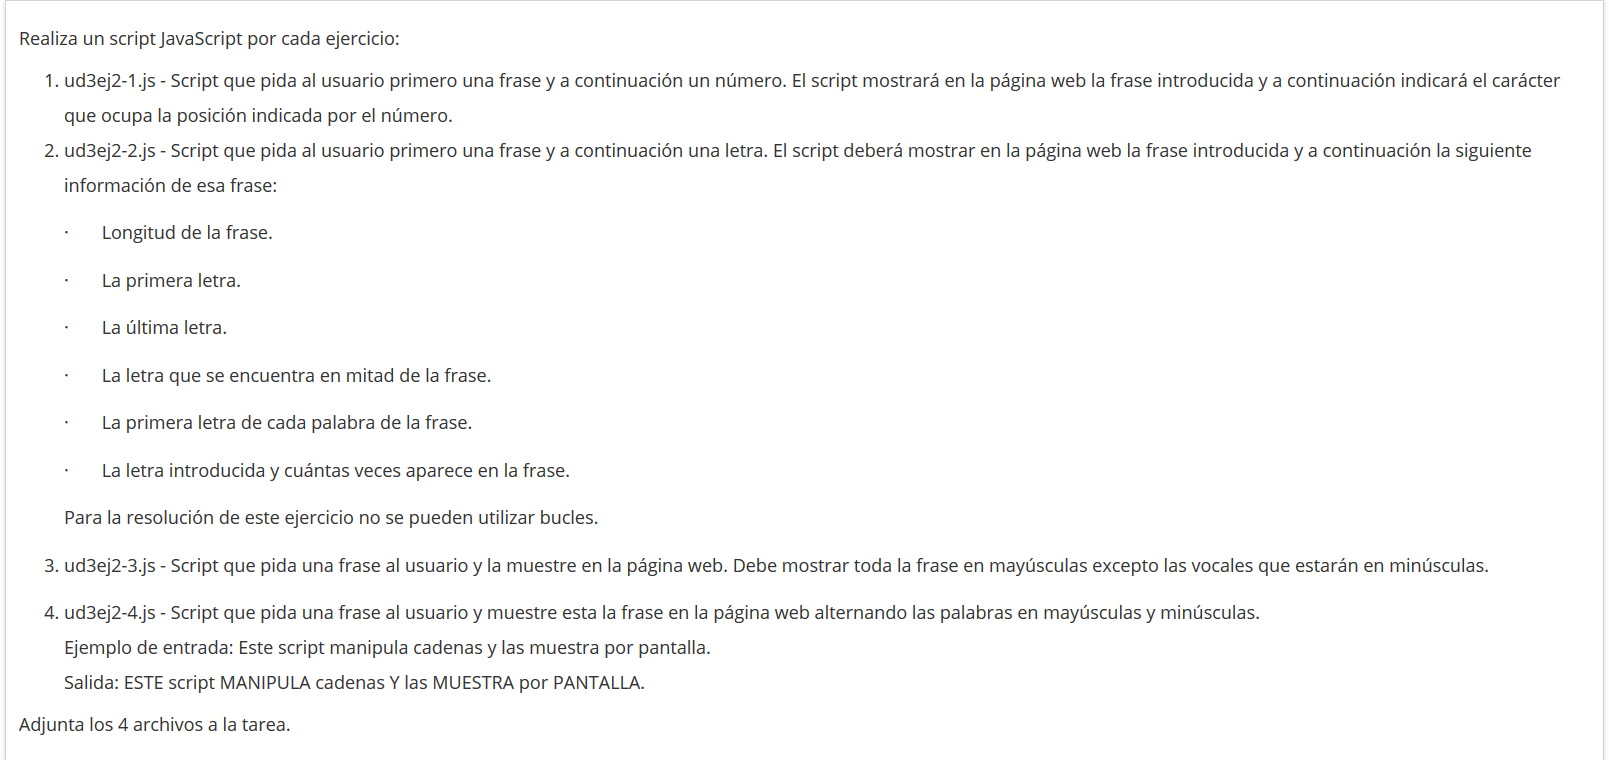 Realiza un script JavaScript por cada ejercicio:
1. ud3ej2-1.js - Script que pida al usuario primero una frase y a continuación un número. El script mostrará en la página web la frase introducida y a continuación indicará el carácter
que ocupa la posición indicada por el número.
2. ud3ej2-2.js - Script que pida al usuario primero una frase y a continuación una letra. El script deberá mostrar en la página web la frase introducida y a continuación la siguiente
información de esa frase:
· Longitud de la frase.
· La primera letra.
· La última letra.
· La letra que se encuentra en mitad de la frase.
· La primera letra de cada palabra de la frase.
· La letra introducida y cuántas veces aparece en la frase.
Para la resolución de este ejercicio no se pueden utilizar bucles.
3. ud3ej2-3.js - Script que pida una frase al usuario y la muestre en la página web. Debe mostrar toda la frase en mayúsculas excepto las vocales que estarán en minúsculas.
4. ud3ej2-4.js - Script que pida una frase al usuario y muestre esta la frase en la página web alternando las palabras en mayúsculas y minúsculas.
Ejemplo de entrada: Este script manipula cadenas y las muestra por pantalla.
Salida: ESTE script MANIPULA cadenas Y las MUESTRA por PANTALLA.
Adjunta los 4 archivos a la tarea.